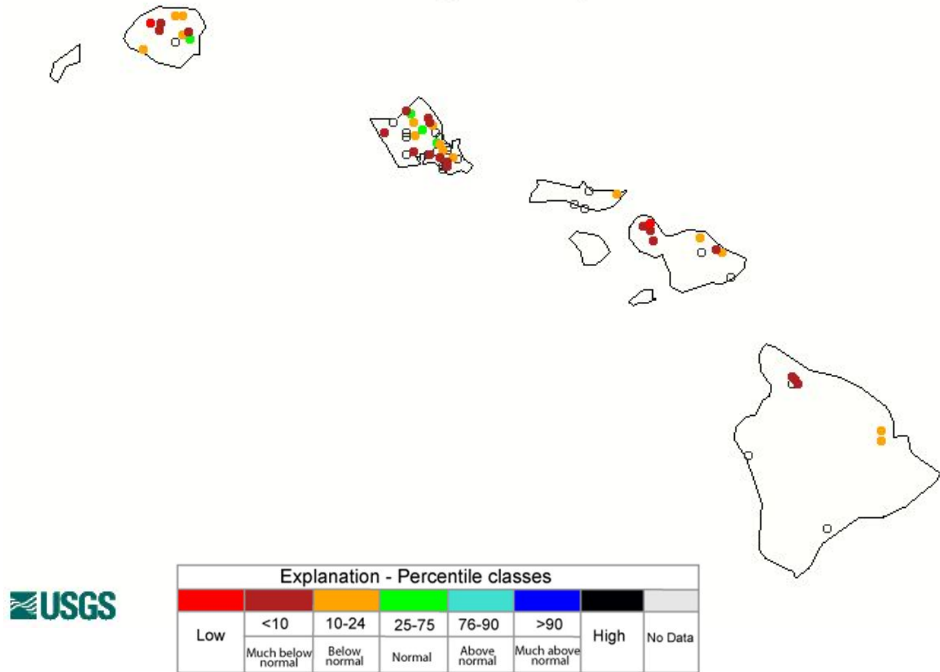 USGS
Explanation - Percentile classes
Low <10 10-24 25-75 76-90 >90 High No Data
Much below normal Below normal Normal Above normal Much above normal